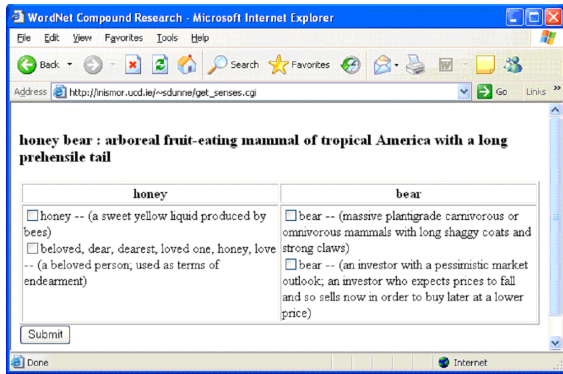 WordNet Compound Research - Microsoft Internet Explorer
File Edit View Favorites Tools Help
Back Search Favorites
Address http://inismor.ucd.ie/~sdunne/get_senses.cgi Go Links »
honey bear : arboreal fruit-eating mammal of tropical America with a long
prehensile tail
honey
honey -- (a sweet yellow liquid produced by
bees)
beloved, dear, dearest, loved one, honey, love
-- (a beloved person; used as terms of
endearment)
bear
bear -- (massive plantigrade carnivorous or
omnivorous mammals with long shaggy coats and
strong claws)
bear -- (an investor with a pessimistic market
outlook; an investor who expects prices to fall
and so sells now in order to buy later at a lower
price)
Submit
Done Internet